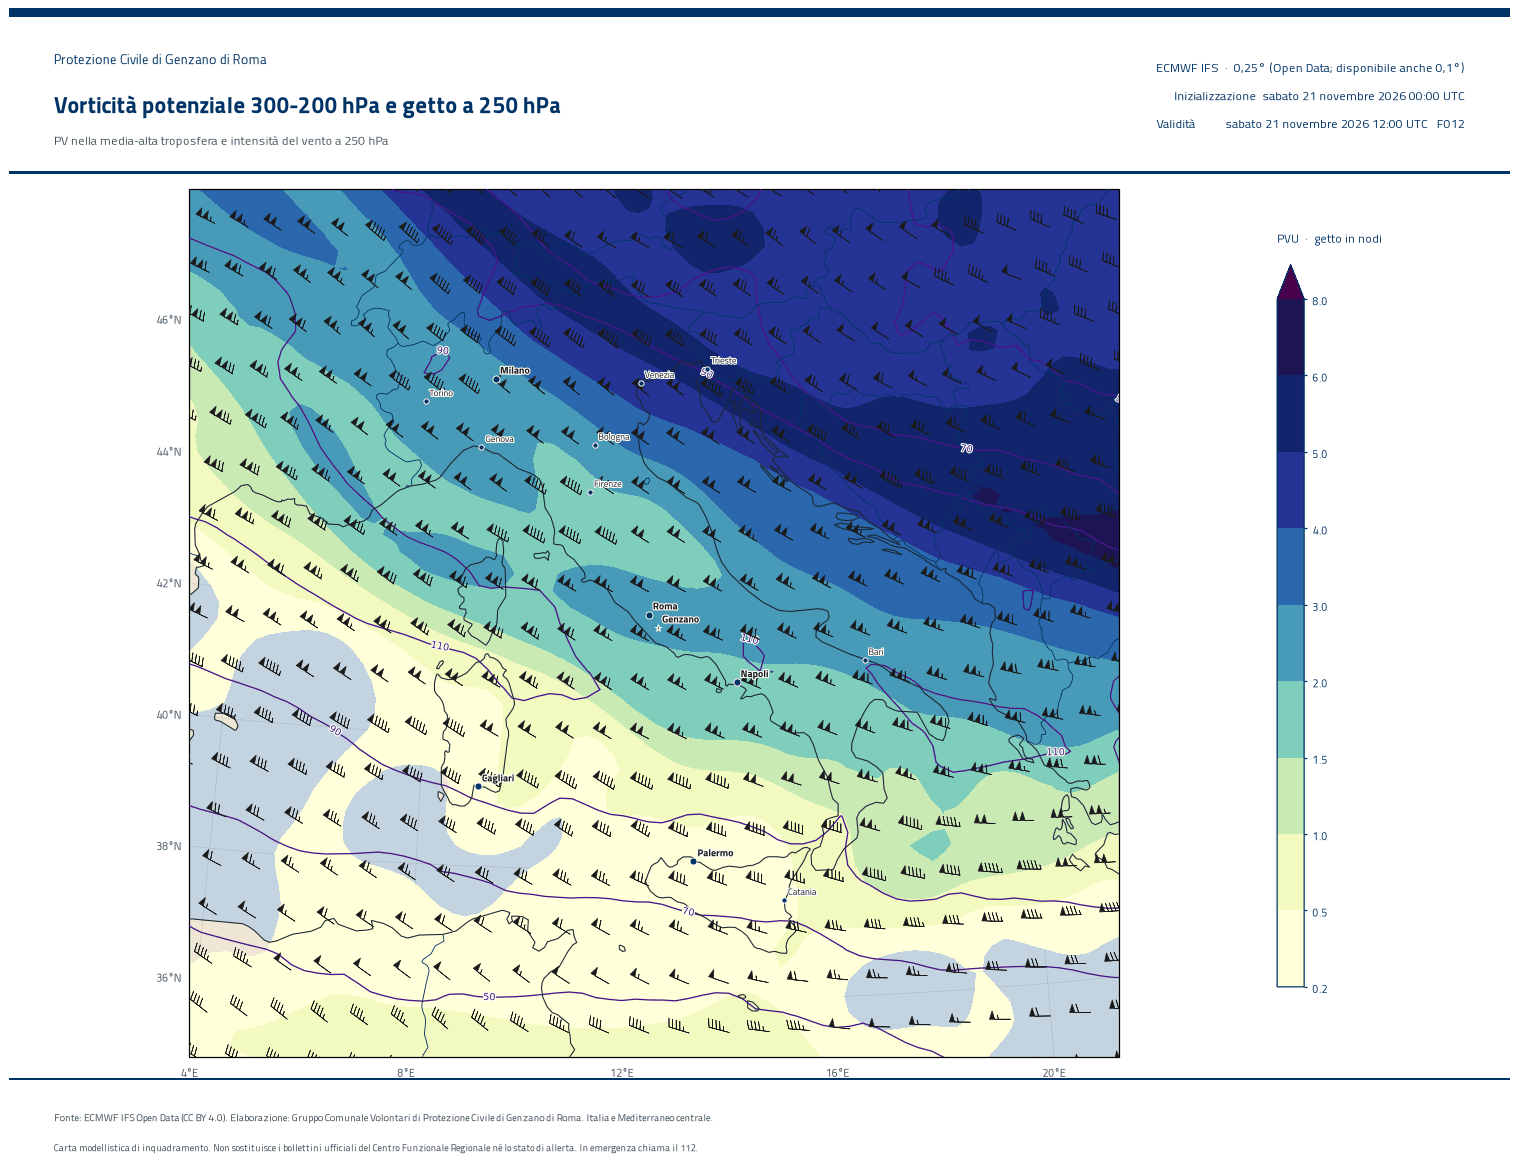 Protezione Civile di Genzano di Roma
Vorticità potenziale 300-200 hPa e getto a 250 hPa
PV nella media-alta troposfera e intensità del vento a 250 hPa
ECMWF IFS · 0,25° (Open Data; disponibile anche 0,1°)
Inizializzazione sabato 21 novembre 2026 00:00 UTC
Validità sabato 21 novembre 2026 12:00 UTC F012
PVU · getto in nodi
8.0
6.0
5.0
4.0
3.0
2.0
1.5
1.0
0.5
0.2
46°N
44°N
42°N
40°N
38°N
36°N
4°E
8°E
12°E
16°E
20°E
90
Milano
Torino
Venezia
Trieste
50
Genova
Bologna
Firenze
70
Roma
Genzano
110
110
Bari
Napoli
90
110
Cagliari
Palermo
Catania
70
50
Fonte: ECMWF IFS Open Data (CC BY 4.0). Elaborazione: Gruppo Comunale Volontari di Protezione Civile di Genzano di Roma. Italia e Mediterraneo centrale.
Carta modellistica di inquadramento. Non sostituisce i bollettini ufficiali del Centro Funzionale Regionale né lo stato di allerta. In emergenza chiama il 112.